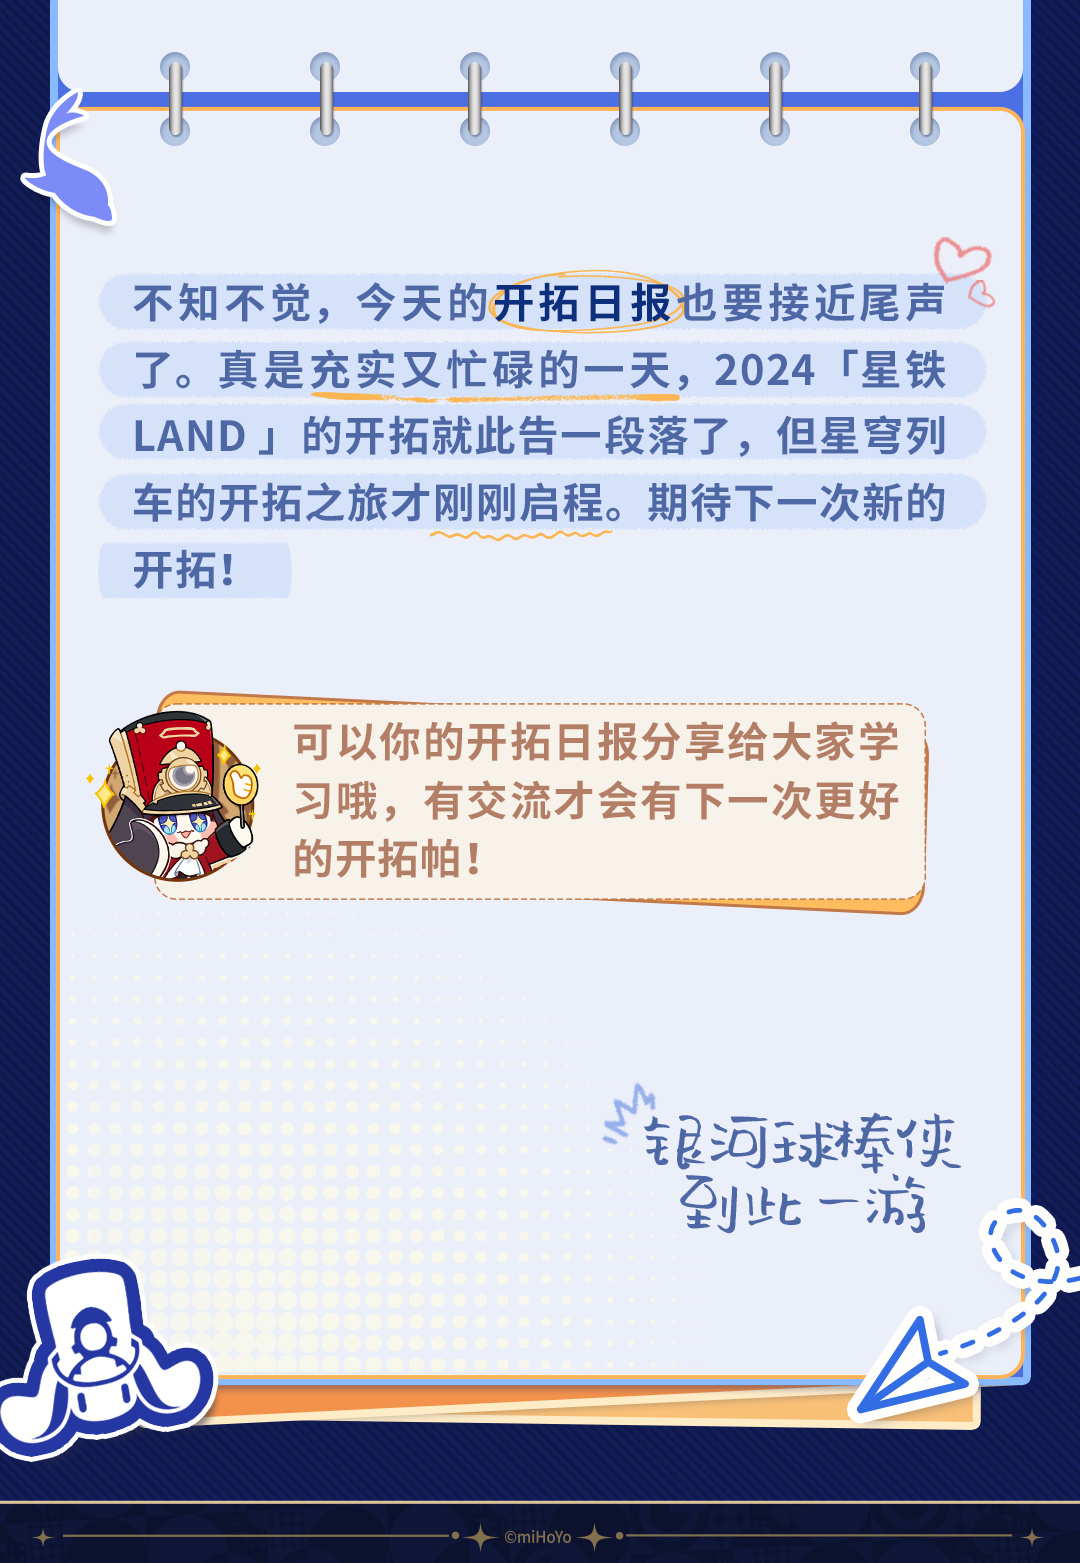 不知不觉，今天的开拓日报也要接近尾声
了。真是充实又忙碌的一天，2024「星铁
LAND 」的开拓就此告一段落了，但星穹列
车的开拓之旅才刚刚启程。期待下一次新的
开拓！
可以你的开拓日报分享给大家学
习哦，有交流才会有下一次更好
的开拓帕！
银河球棒侠
到此一游
©miHoYo